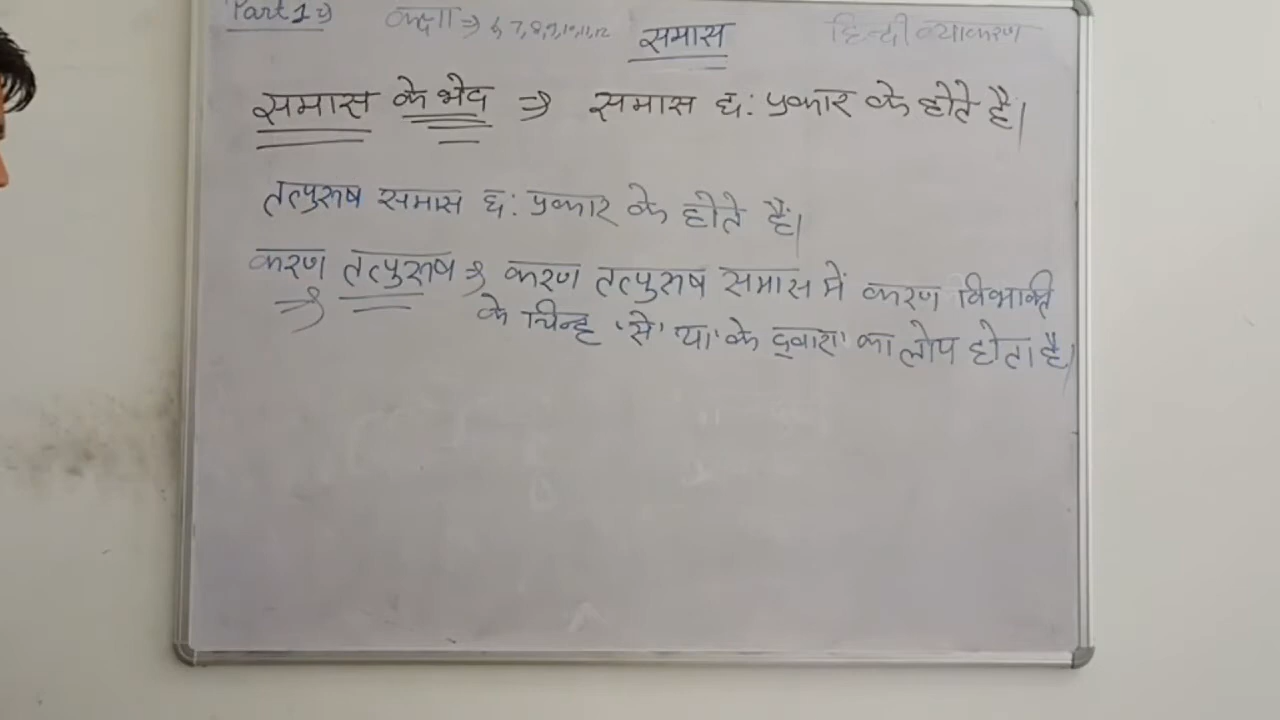 Part 1 ⇒ कक्षा ⇒ 6,7,8,9,10,11,12 समास हिन्दी व्याकरण
समास के भेद ⇒ समास छ: प्रकार के होते है।
तत्पुरुष समास छ: प्रकार के होते हैं।
करण तत्पुरुष ⇒ करण तत्पुरुष समास में करण विभक्ति
⇒ के चिन्ह 'से' या 'के द्वारा' का लोप होता है।